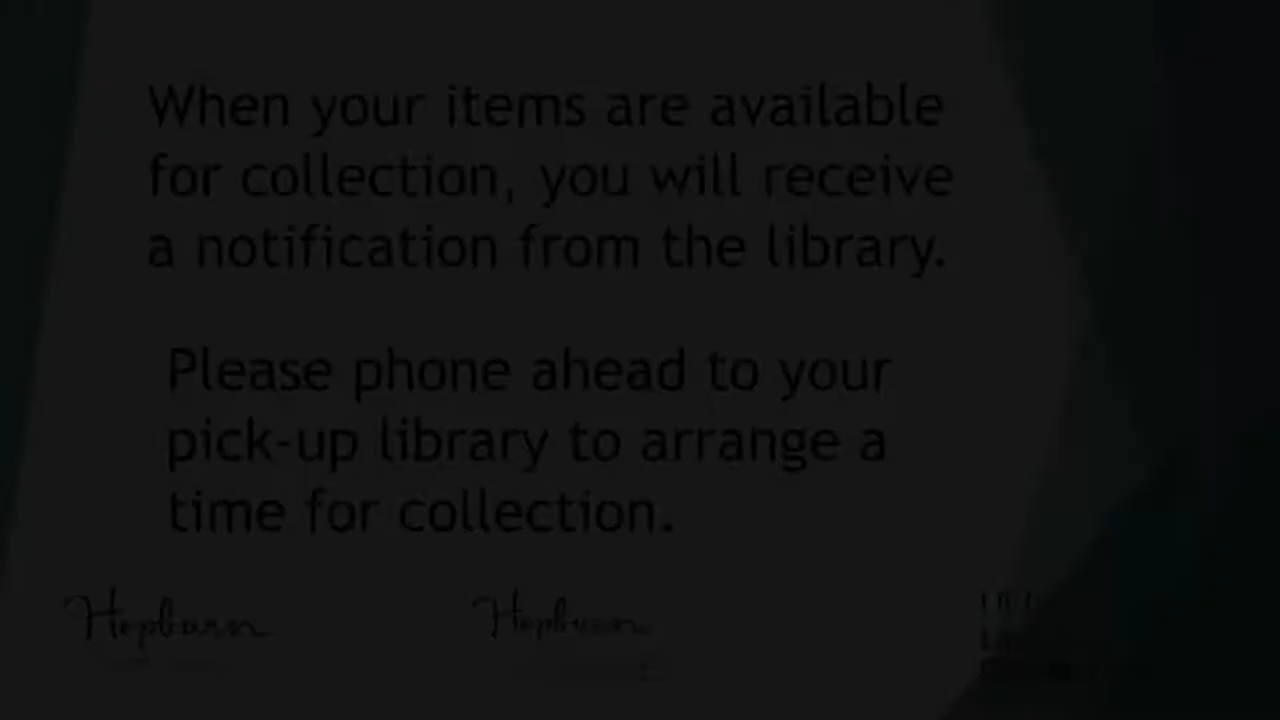 When your items are available
for collection, you will receive
a notification from the library.
Please phone ahead to your
pick-up library to arrange a
time for collection.
Hepburn Hepburn